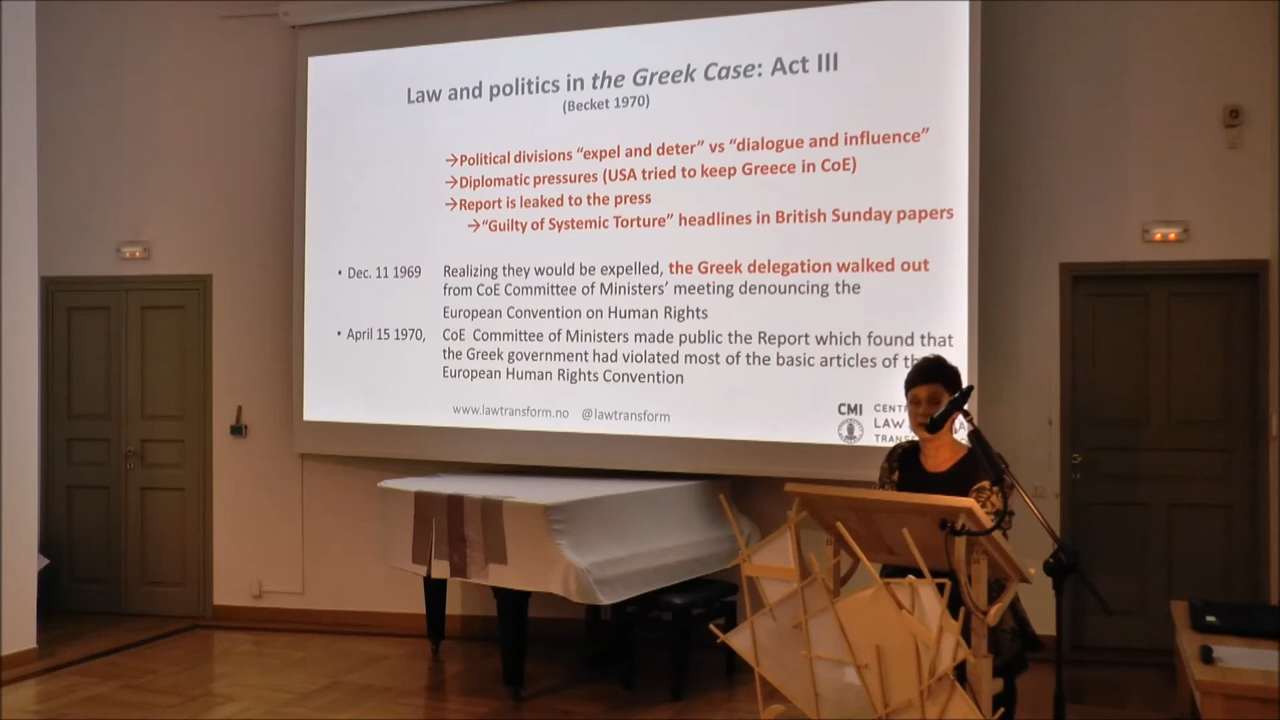 Law and politics in the Greek Case: Act III
(Becket 1970)
→Political divisions “expel and deter” vs “dialogue and influence”
→Diplomatic pressures (USA tried to keep Greece in CoE)
→Report is leaked to the press
→“Guilty of Systemic Torture” headlines in British Sunday papers
• Dec. 11 1969 Realizing they would be expelled, the Greek delegation walked out
from CoE Committee of Ministers’ meeting denouncing the
European Convention on Human Rights
• April 15 1970, CoE Committee of Ministers made public the Report which found that
the Greek government had violated most of the basic articles of
European Human Rights Convention
www.lawtransform.no @lawtransform
CMI
LAW